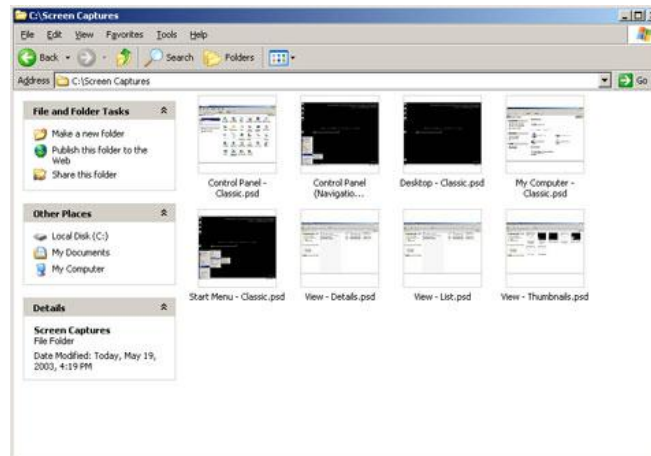 C:\Screen Captures
File Edit View Favorites Tools Help
Back Search Folders
Address C:\Screen Captures Go
File and Folder Tasks
Make a new folder
Publish this folder to the
Web
Share this folder
Other Places
Local Disk (C:)
My Documents
My Computer
Details
Screen Captures
File Folder
Date Modified: Today, May 19,
2003, 4:19 PM
Control Panel -
Classic.psd
Control Panel
(Navigatio...
Desktop - Classic.psd
My Computer -
Classic.psd
Start Menu - Classic.psd
View - Details.psd
View - List.psd
View - Thumbnails.psd